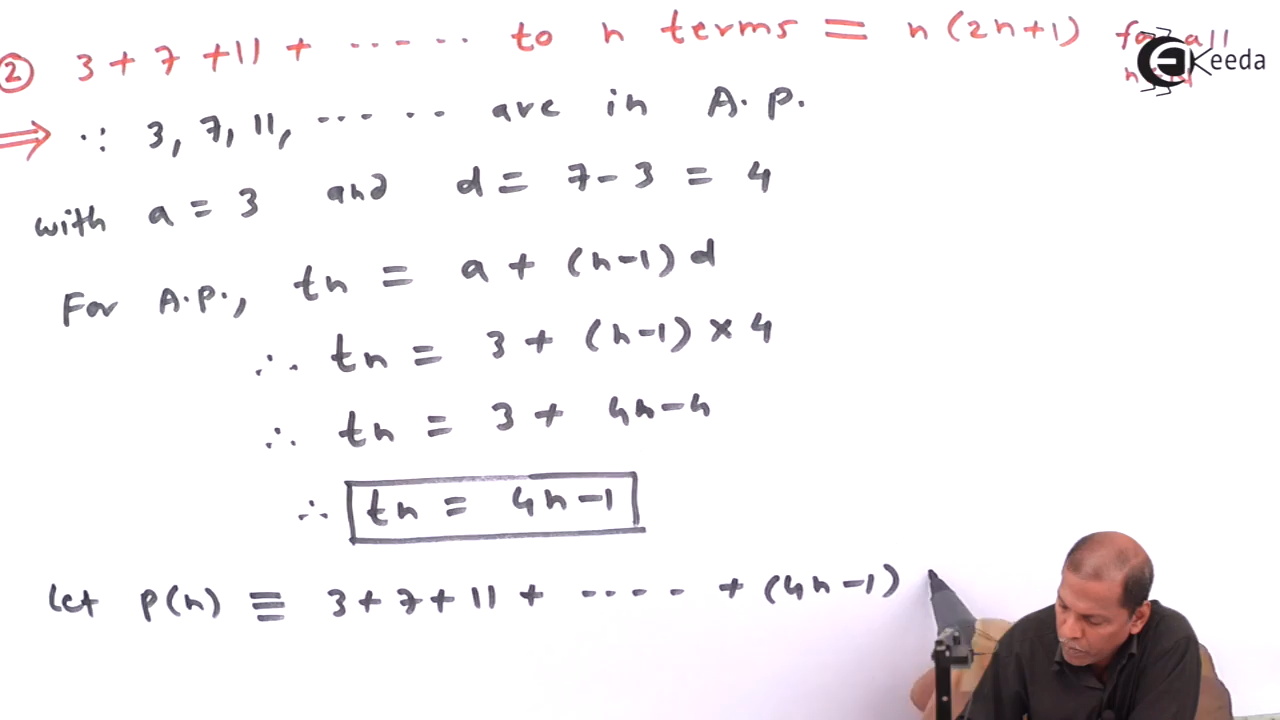 ② 3 + 7 + 11 + ...... to n terms = n(2n+1) for all
Keeda
⇒ ∵ 3, 7, 11, ...... are in A.P.
with a = 3 and d = 7-3 = 4
For A.P., tn = a + (n-1)d
∴ tn = 3 + (n-1) × 4
∴ tn = 3 + 4n-4
∴ tn = 4n-1
Let P(n) ≡ 3+7+11 + ..... + (4n-1)